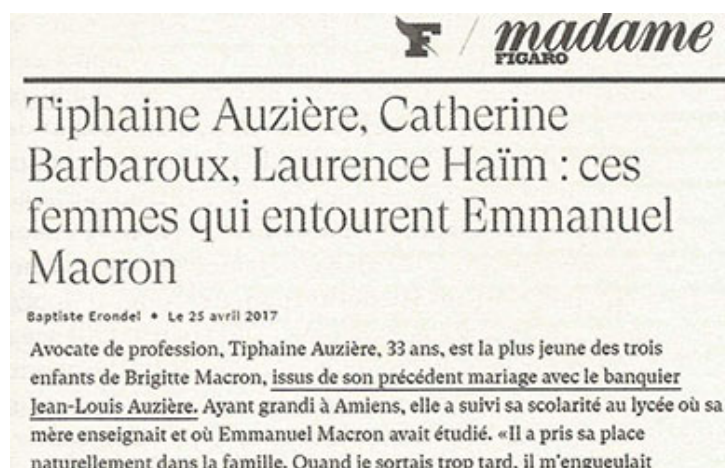 F / madame
FIGARO
Tiphaine Auzière, Catherine
Barbaroux, Laurence Haïm : ces
femmes qui entourent Emmanuel
Macron
Baptiste Erondel • Le 25 avril 2017
Avocate de profession, Tiphaine Auzière, 33 ans, est la plus jeune des trois
enfants de Brigitte Macron, issus de son précédent mariage avec le banquier
Jean-Louis Auzière. Ayant grandi à Amiens, elle a suivi sa scolarité au lycée où sa
mère enseignait et où Emmanuel Macron avait étudié. «Il a pris sa place
naturellement dans la famille. Quand je sortais trop tard, il m'engueulait